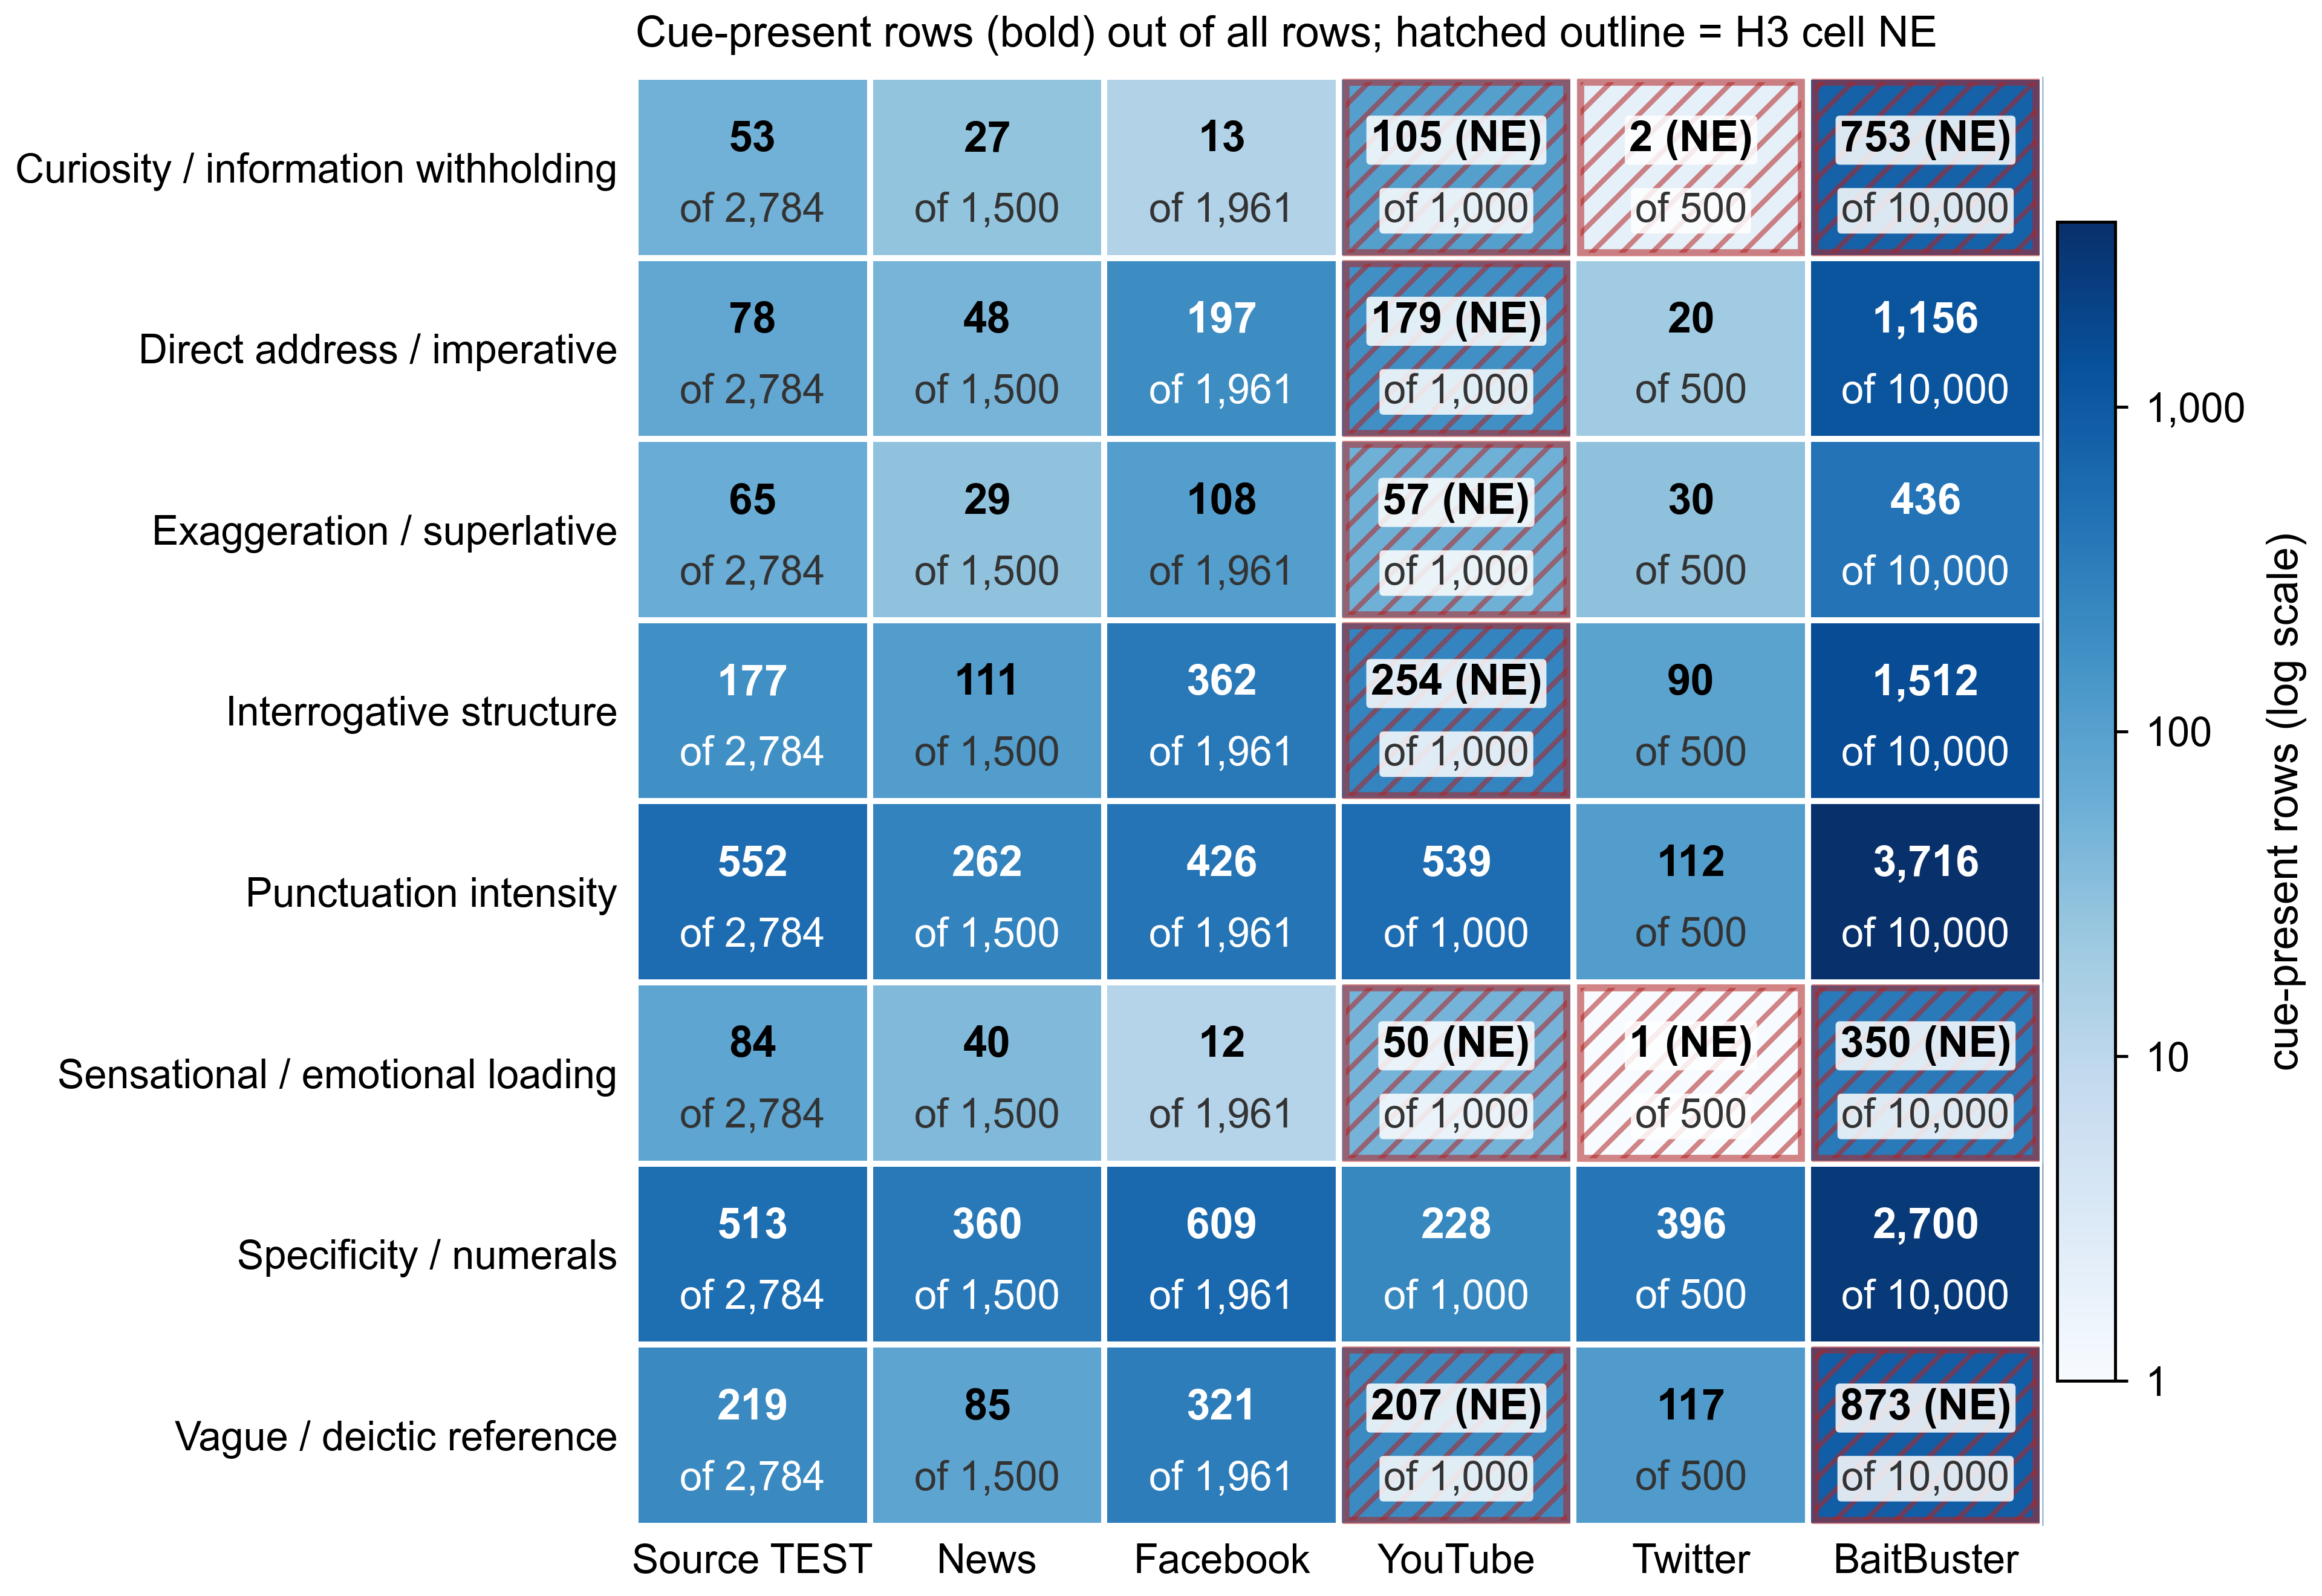 Cue-present rows (bold) out of all rows; hatched outline = H3 cell NE
Curiosity / information withholding
53
of 2,784
27
of 1,500
13
of 1,961
105 (NE)
of 1,000
2 (NE)
of 500
753 (NE)
of 10,000
Direct address / imperative
78
of 2,784
48
of 1,500
197
of 1,961
179 (NE)
of 1,000
20
of 500
1,156
of 10,000
Exaggeration / superlative
65
of 2,784
29
of 1,500
108
of 1,961
57 (NE)
of 1,000
30
of 500
436
of 10,000
Interrogative structure
177
of 2,784
111
of 1,500
362
of 1,961
254 (NE)
of 1,000
90
of 500
1,512
of 10,000
Punctuation intensity
552
of 2,784
262
of 1,500
426
of 1,961
539
of 1,000
112
of 500
3,716
of 10,000
Sensational / emotional loading
84
of 2,784
40
of 1,500
12
of 1,961
50 (NE)
of 1,000
1 (NE)
of 500
350 (NE)
of 10,000
Specificity / numerals
513
of 2,784
360
of 1,500
609
of 1,961
228
of 1,000
396
of 500
2,700
of 10,000
Vague / deictic reference
219
of 2,784
85
of 1,500
321
of 1,961
207 (NE)
of 1,000
117
of 500
873 (NE)
of 10,000
Source TEST
News
Facebook
YouTube
Twitter
BaitBuster
1,000
100
10
1
cue-present rows (log scale)